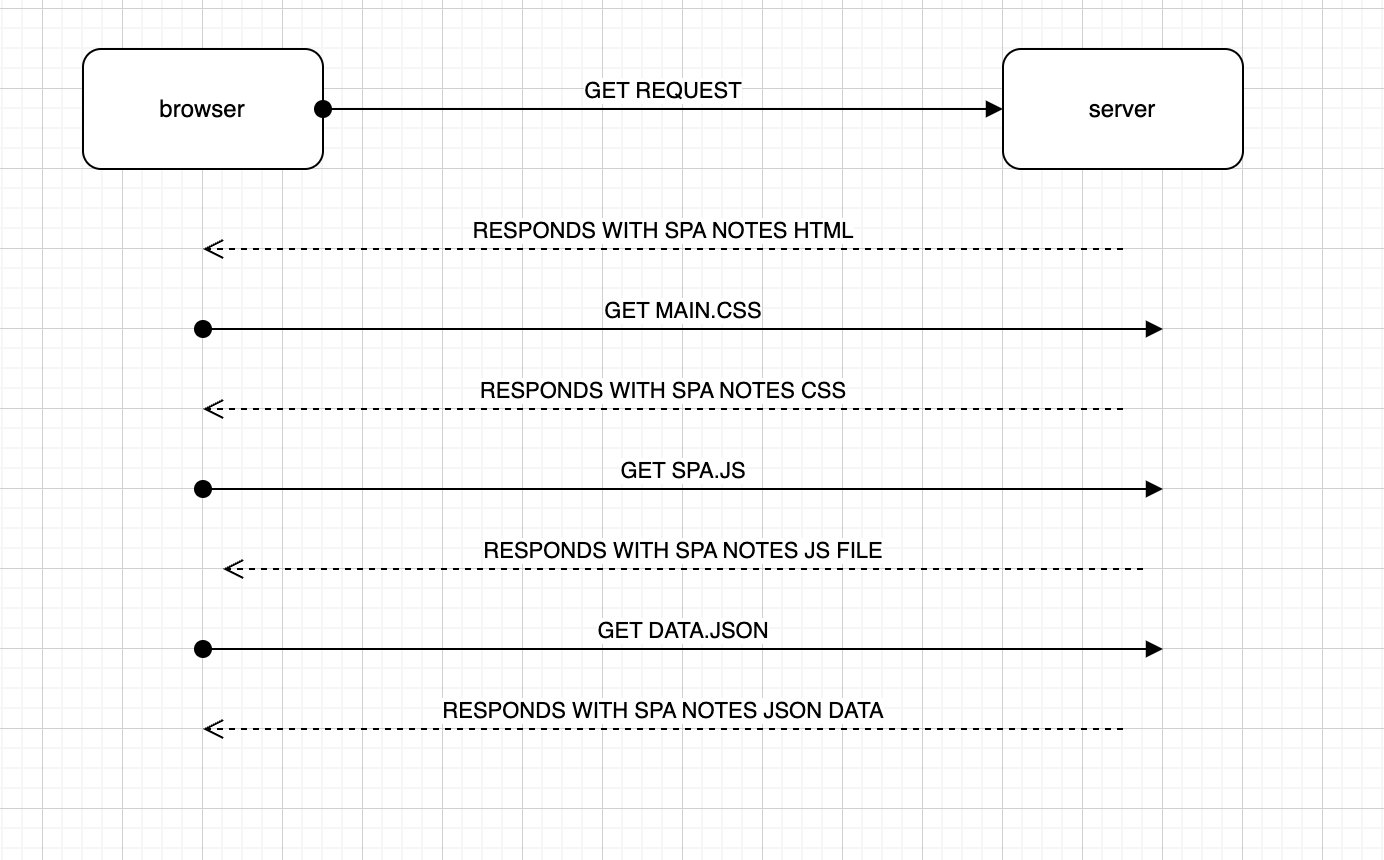 browser
GET REQUEST
server
RESPONDS WITH SPA NOTES HTML
GET MAIN.CSS
RESPONDS WITH SPA NOTES CSS
GET SPA.JS
RESPONDS WITH SPA NOTES JS FILE
GET DATA.JSON
RESPONDS WITH SPA NOTES JSON DATA